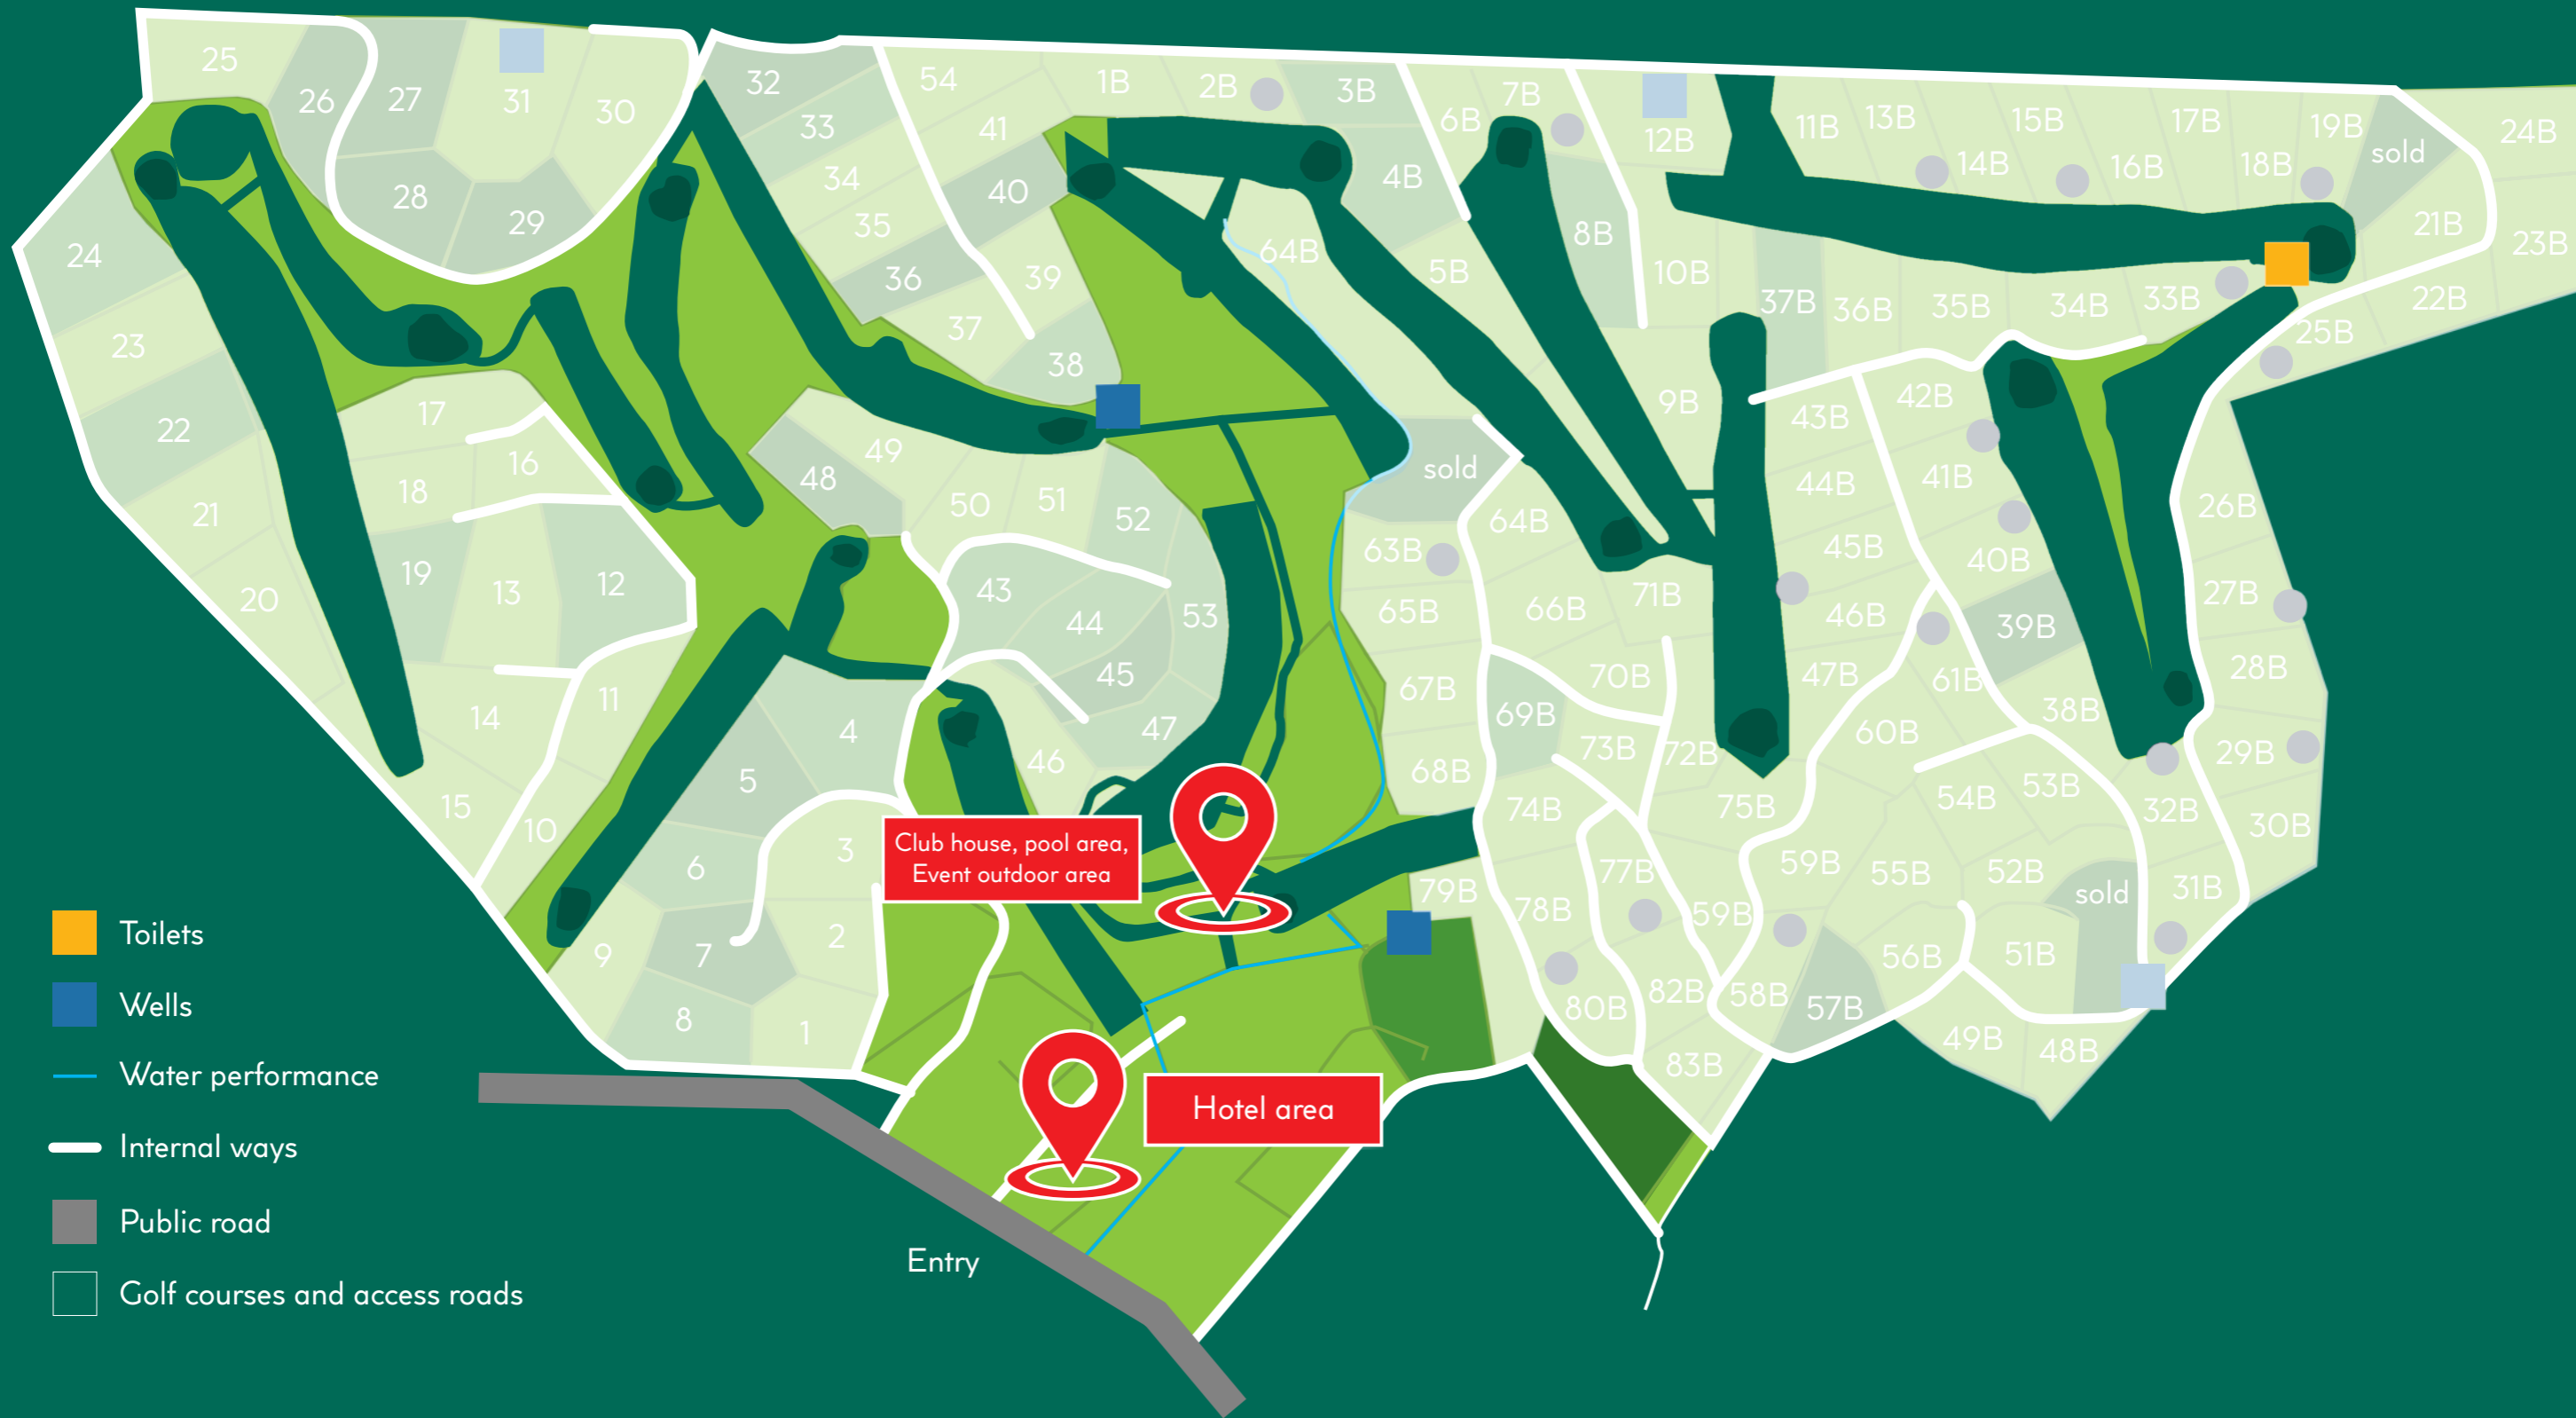 25
26
27
31
30
28
29
24
23
22
21
20
17
16
18
19
13
12
14
11
15
10
32
33
34
35
36
54
41
40
39
37
38
1B
2B
3B
4B
5B
6B
7B
8B
64B
12B
10B
9B
11B
13B
14B
15B
16B
17B
18B
19B
sold
24B
21B
23B
22B
25B
37B
36B
35B
34B
33B
49
48
50
51
52
43
44
45
53
47
46
4
5
6
3
7
2
9
8
1
sold
63B
64B
65B
66B
71B
67B
70B
69B
68B
73B
72B
74B
75B
79B
78B
77B
59B
80B
82B
58B
83B
43B
42B
44B
41B
45B
40B
46B
39B
47B
61B
38B
60B
54B
53B
59B
55B
52B
sold
56B
51B
57B
49B
48B
26B
27B
28B
29B
32B
30B
31B
Club house, pool area,
Event outdoor area
Hotel area
Entry
Toilets
Wells
Water performance
Internal ways
Public road
Golf courses and access roads